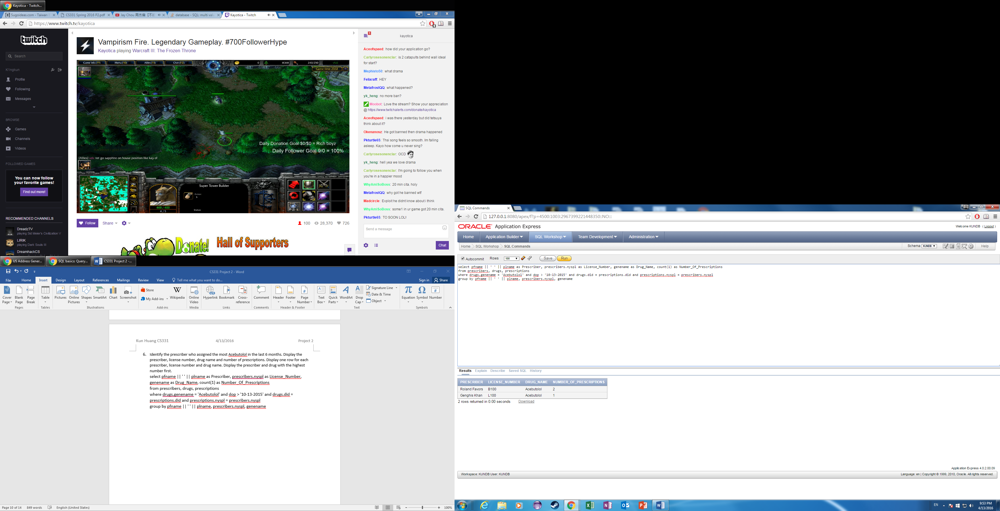 Kayotica - Twitch...
Sugoideas.com - Taiwan
CS331 Spring 2016 P2.pdf
Jay Chou 周杰倫【不
database - SQL: multi val
Kayotica - Twitch
https://www.twitch.tv/kayotica
twitch
Search
K1ngkun
Profile
Following
Messages
BROWSE
Games
Channels
Videos
FOLLOWED GAMES
You can now follow
your favorite games!
Find out more!
RECOMMENDED CHANNELS
DreadzTV
playing Sid Meier's Civilization V
LIRIK
playing Dark Souls III
DreamhackCS
Vampirism Fire. Legendary Gameplay. #700FollowerHype
Kayotica playing Warcraft III: The Frozen Throne
Game Info (F9)
Menu (F10)
Allies (F11)
Chat (F12)
0
14368
240/250
v5.12
Game time: 23:32
Daily Donation Goal $0/$0 = Rich boyz
Daily Follower Goal 9/0 = 100%
[Allies] vzk: tet go sapphire on house position like kay o!
Super Tower Builder
Armor:
5
Status:
400 / 400
4 / 5
Follow
Share
100
28,370
726
Donate!
Hall of Supporters
1
kayotica
Aceofspaed: how did your application go?
Carlyrosesonenclar: is 2 catapults behind wall ideal
for start?
Mephisto50: what drama
Felixraff: HEY
MetafrostQQ: what happened?
yk_heng: no more ban?
Moobot: Love the stream? Show your appreciation
@ https://www.twitchalerts.com/donate/kayotica
Aceofspaed: i was there yesterday but did tetsuya
think about it?
Okenanosz: He got banned then drama happened
Pkturtle65: Thsi song feels so smooth. Im falling
asleep. Kayo how come u never sing?
Carlyrosesonenclar: OCD
yk_heng: hell yea we love drama
Carlyrosesonenclar: I'm going to follow you when
you're in a happier mood
WhyAmISoBoss: 20 min cita. holy
MetafrostQQ: why got he banned wtf
Madcircle: Exploit he didnt know about i think
WhyAmISoBoss: some1 in ur game got 20 min cita.
Pkturtle65: TO SOON LOL!
Send a message
Chat
US Address Gener...
SQL basics: Query...
CS331 Project 2 -...
CS331 Project 2 - Word
File Home Insert Design Layout References Mailings Review View Tell me what you want to do... Sign in Share
Cover Page
Blank Page
Page Break
Table
Pictures
Online Pictures
Shapes
SmartArt
Chart
Screenshot
Store
My Add-ins
Wikipedia
Online Video
Hyperlink
Bookmark
Cross-reference
Comment
Header
Footer
Page Number
Text Box
Quick Parts
WordArt
Drop Cap
Signature Line
Date & Time
Object
Equation
Symbol
Number
Pages Tables Illustrations Add-ins Media Links Comments Header & Footer Text Symbols
Kun Huang CS331 4/13/2016 Project 2
6. Identify the prescriber who assigned the most Acebutolol in the last 6 months. Display the
prescriber, license number, drug name and number of prescriptions. Display one row for each
prescriber, license number and drug name. Display the prescriber and drug with the highest
number first.
select pfname || ' ' || plname as Prescriber, prescribers.nyspl as License_Number,
genename as Drug_Name, count(1) as Number_Of_Prescriptions
from prescribers, drugs, prescriptions
where drugs.genename = 'Acebutolol' and dop > '10-13-2015' and drugs.did =
prescriptions.did and prescriptions.nyspl = prescribers.nyspl
group by pfname || ' ' || plname, prescribers.nyspl, genename
Page 10 of 14 849 words English (United States) 100%
SQL Commands
127.0.0.1:8080/apex/f?p=4500:1003:2967399221448350::NO:::
ORACLE Application Express
Welcome KUNDB ( Logout )
Home Application Builder SQL Workshop Team Development Administration
Home SQL Workshop SQL Commands
Schema KUNDB Help
Autocommit Rows 100 Save Run
select pfname || ' ' || plname as Prescriber, prescribers.nyspl as License_Number, genename as Drug_Name, count(1) as Number_Of_Prescriptions
from prescribers, drugs, prescriptions
where drugs.genename = 'Acebutolol' and dop > '10-13-2015' and drugs.did = prescriptions.did and prescriptions.nyspl = prescribers.nyspl
group by pfname || ' ' || plname, prescribers.nyspl, genename
Results Explain Describe Saved SQL History
PRESCRIBER LICENSE_NUMBER DRUG_NAME NUMBER_OF_PRESCRIPTIONS
Roland Favors B100 Acebutolol 2
Genghis Khan L100 Acebutolol 1
2 rows returned in 0.00 seconds Download
Application Express 4.0.2.00.09
Workspace: KUNDB User: KUNDB
Language: en | Copyright © 1999, 2010, Oracle. All rights reserved.
EN
9:53 PM
4/13/2016